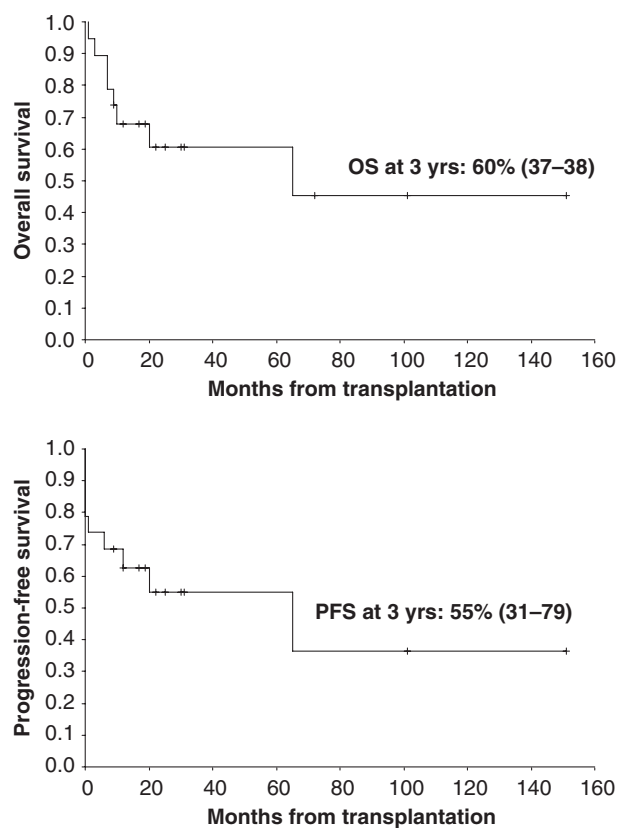 1.0
0.9
0.8
0.7
0.6
0.5
0.4
0.3
0.2
0.1
0.0
Overall survival
OS at 3 yrs: 60% (37–38)
0 20 40 60 80 100 120 140 160
Months from transplantation
1.0
0.9
0.8
0.7
0.6
0.5
0.4
0.3
0.2
0.1
0.0
Progression-free survival
PFS at 3 yrs: 55% (31–79)
0 20 40 60 80 100 120 140 160
Months from transplantation